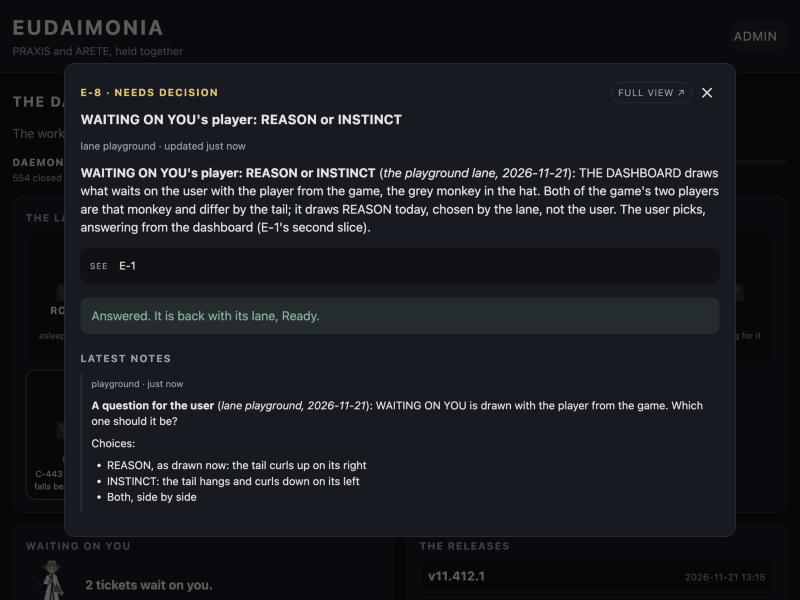 EUDAIMONIA
PRAXIS and ARETE, held together
ADMIN
THE DA
The work
DAEMON
554 closed
THE LA
RO
asleep
g for it
C-443
falls be
E-8 · NEEDS DECISION
FULL VIEW ↗
WAITING ON YOU's player: REASON or INSTINCT
lane playground · updated just now
WAITING ON YOU's player: REASON or INSTINCT (the playground lane, 2026-11-21): THE DASHBOARD draws
what waits on the user with the player from the game, the grey monkey in the hat. Both of the game's two players
are that monkey and differ by the tail; it draws REASON today, chosen by the lane, not the user. The user picks,
answering from the dashboard (E-1's second slice).
SEE E-1
Answered. It is back with its lane, Ready.
LATEST NOTES
playground · just now
A question for the user (lane playground, 2026-11-21): WAITING ON YOU is drawn with the player from the game. Which
one should it be?
Choices:
• REASON, as drawn now: the tail curls up on its right
• INSTINCT: the tail hangs and curls down on its left
• Both, side by side
WAITING ON YOU
2 tickets wait on you.
THE RELEASES
v11.412.1
2026-11-21 13:15